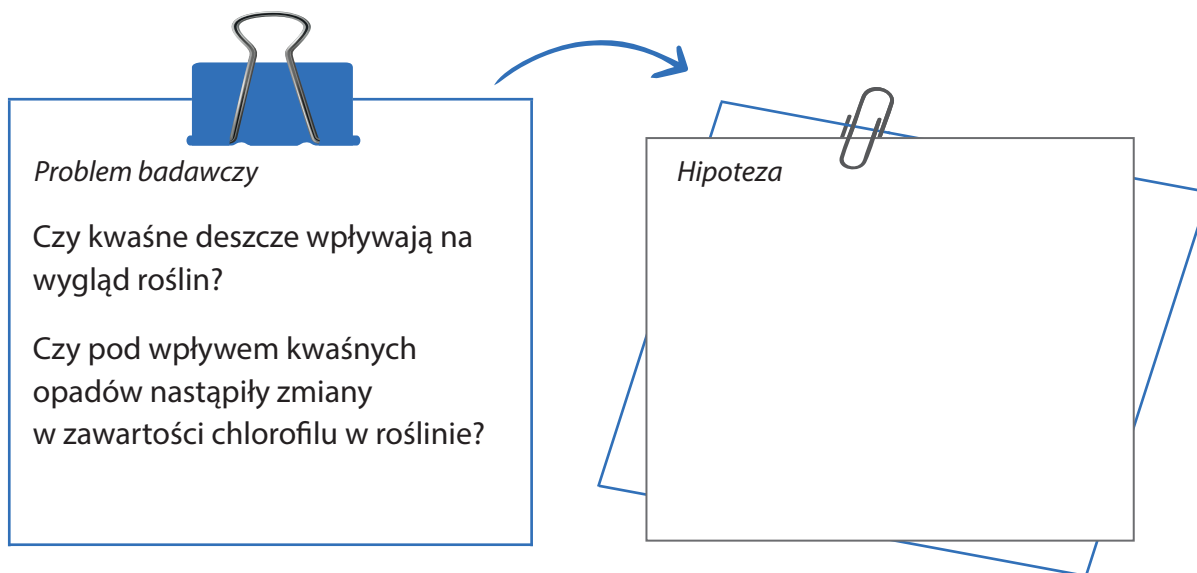 Problem badawczy
Czy kwaśne deszcze wpływają na
wygląd roślin?
Czy pod wpływem kwaśnych
opadów nastąpiły zmiany
w zawartości chlorofilu w roślinie?
Hipoteza